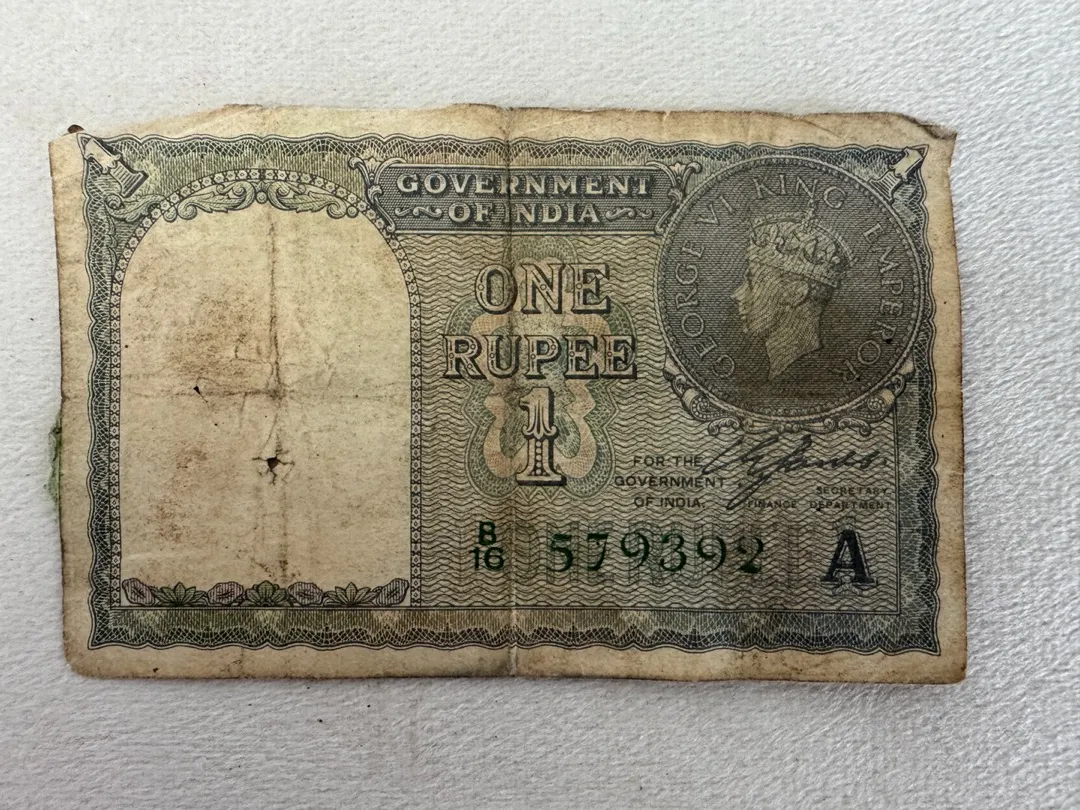 1
1
GOVERNMENT
OF INDIA
GEORGE VI KING EMPEROR
ONE
RUPEE
1
FOR THE
GOVERNMENT
OF INDIA.
SECRETARY
FINANCE DEPARTMENT
B
16 579392 A